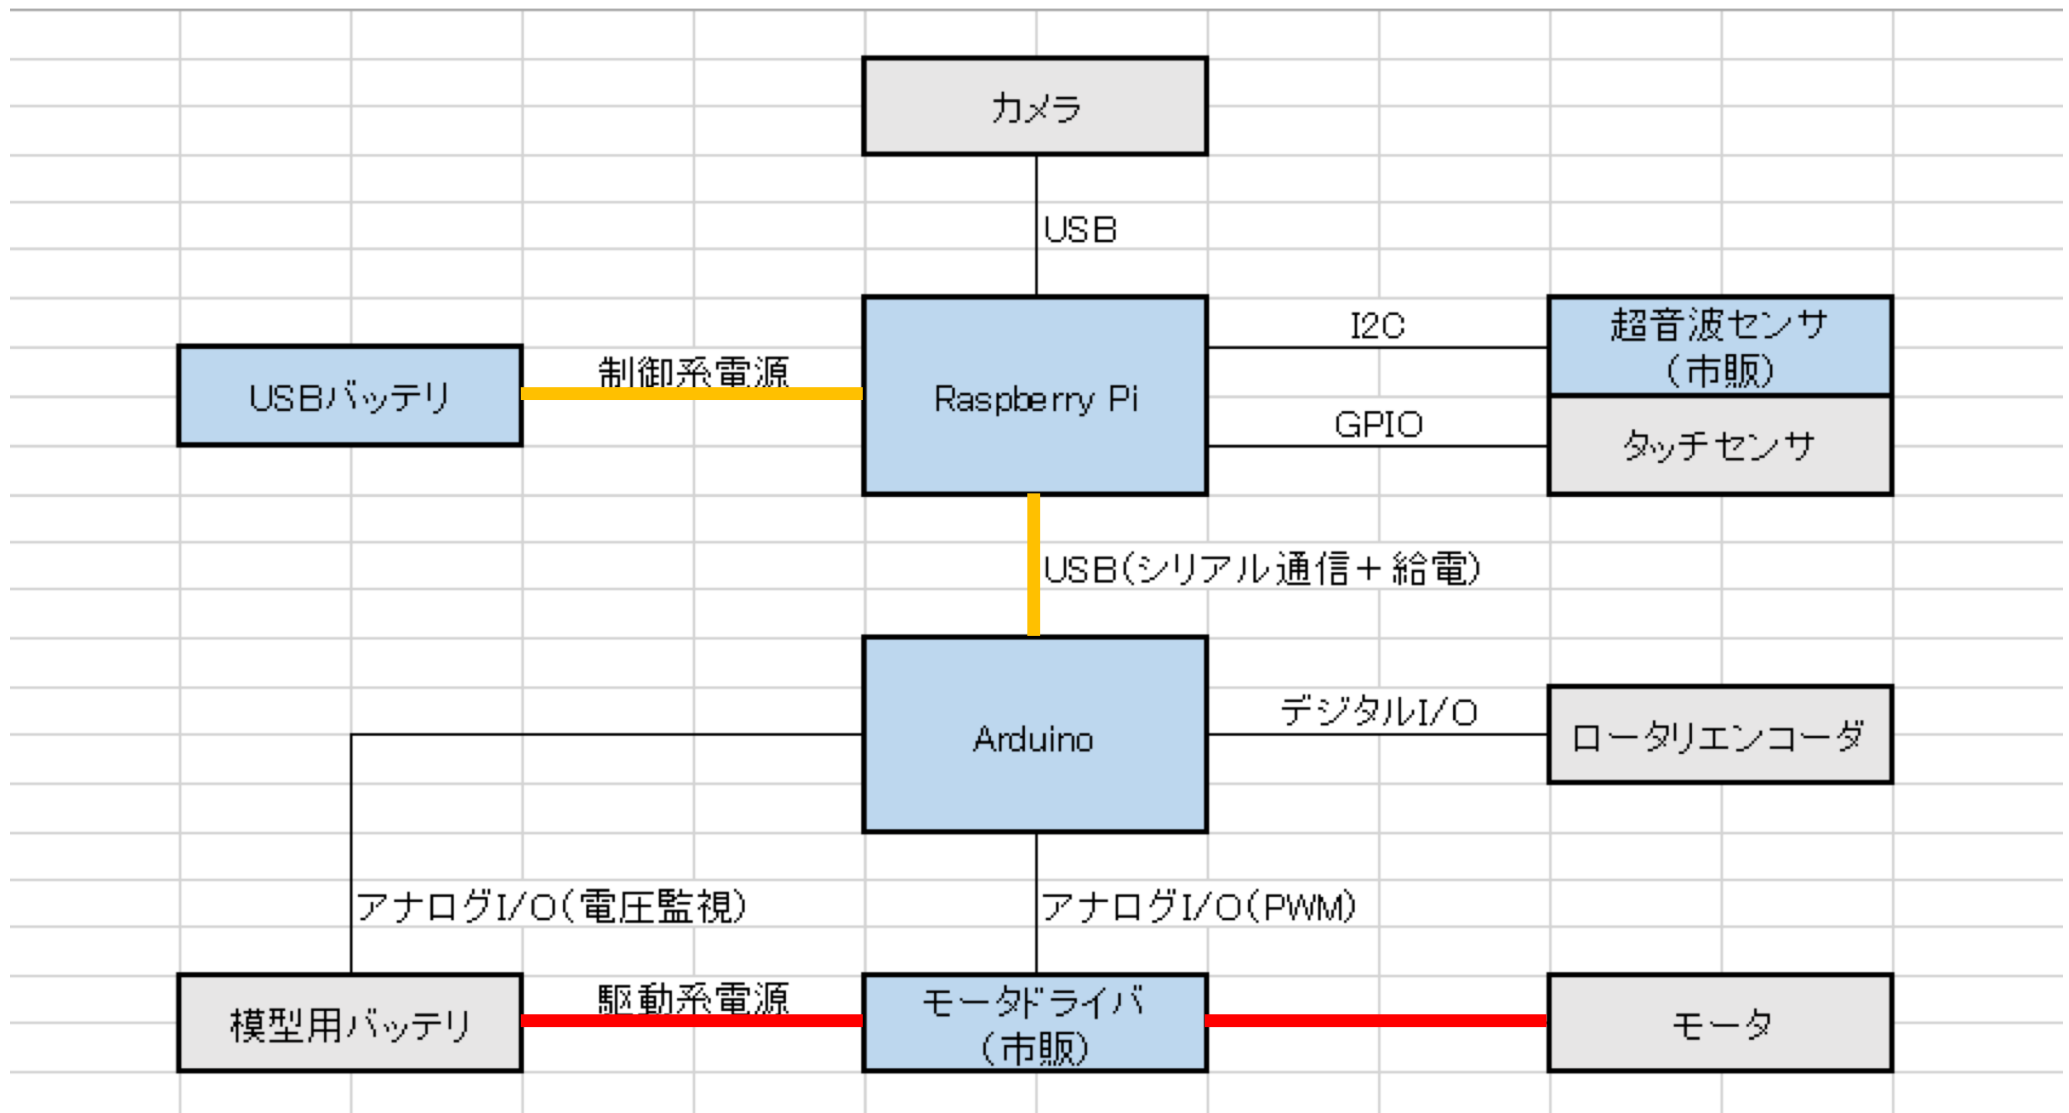 カメラ
USB
I2C
超音波センサ
(市販)
制御系電源
USBバッテリ
Raspberry Pi
GPIO
タッチセンサ
USB(シリアル通信+給電)
デジタルI/O
Arduino
ロータリエンコーダ
アナログI/O(電圧監視)
アナログI/O(PWM)
駆動系電源
模型用バッテリ
モータドライバ
(市販)
モータ